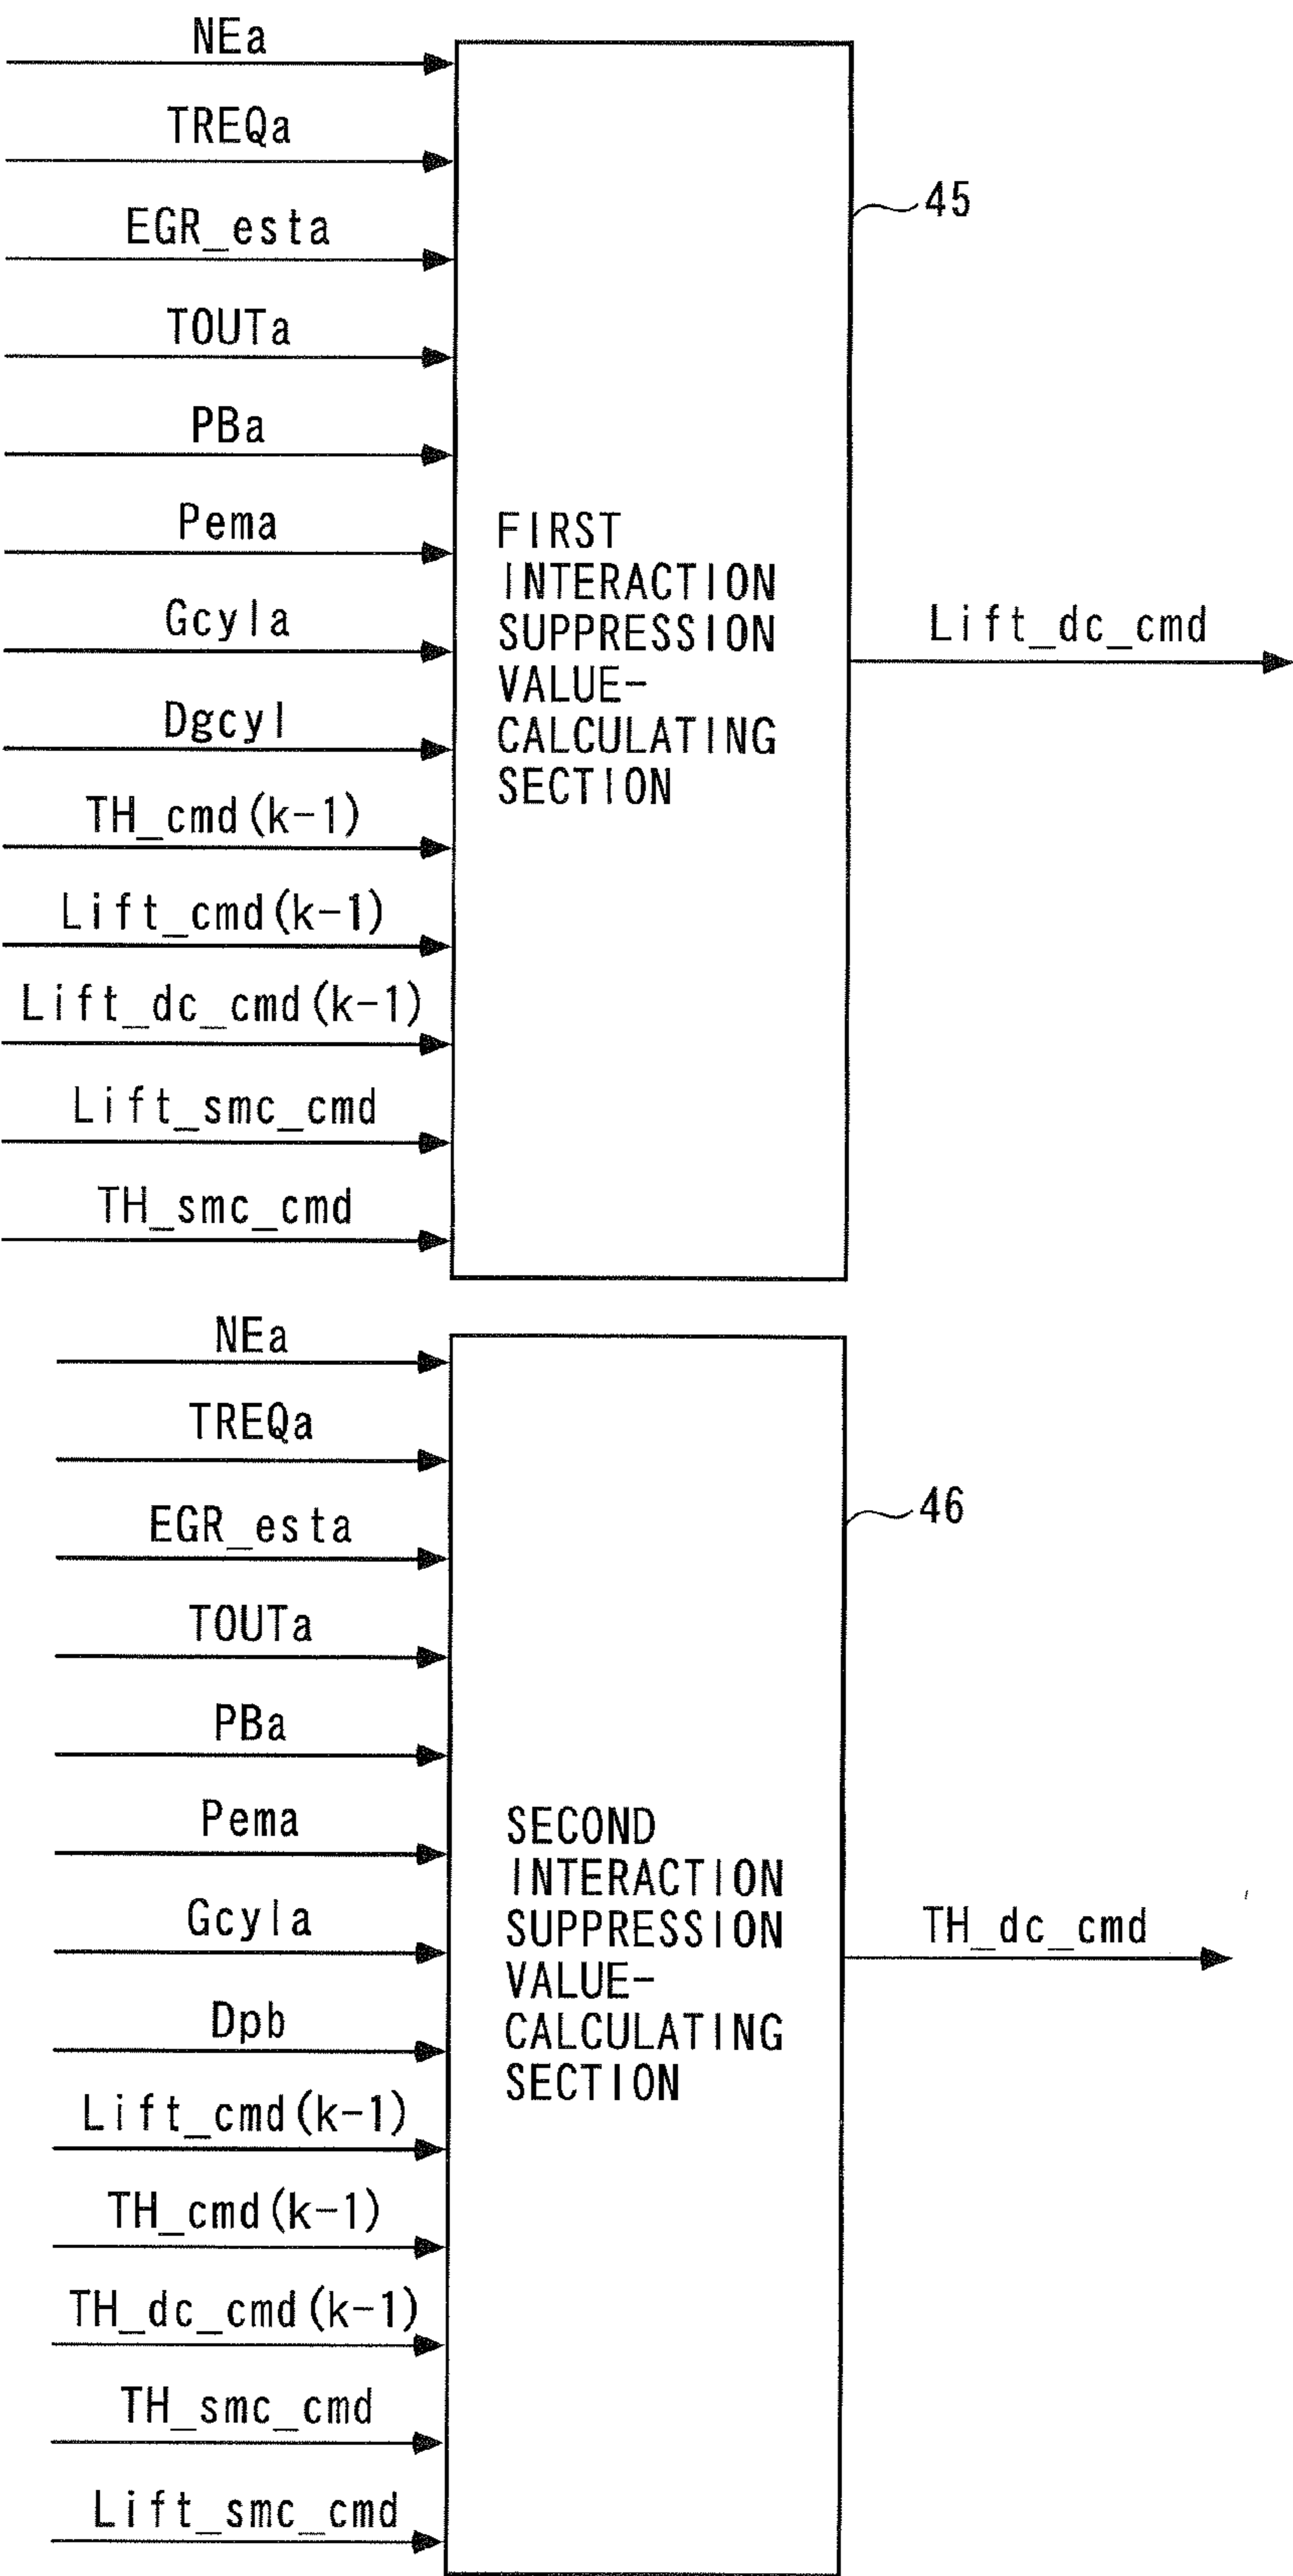 NEa
TREQa
EGR_esta
TOUTa
PBa
Pema
Gcyla
Dgcyl
TH_cmd(k-1)
Lift_cmd(k-1)
Lift_dc_cmd(k-1)
Lift_smc_cmd
TH_smc_cmd
FIRST
INTERACTION
SUPPRESSION
VALUE-
CALCULATING
SECTION
45
Lift_dc_cmd
NEa
TREQa
EGR_esta
TOUTa
PBa
Pema
Gcyla
Dpb
Lift_cmd(k-1)
TH_cmd(k-1)
TH_dc_cmd(k-1)
TH_smc_cmd
Lift_smc_cmd
SECOND
INTERACTION
SUPPRESSION
VALUE-
CALCULATING
SECTION
46
TH_dc_cmd